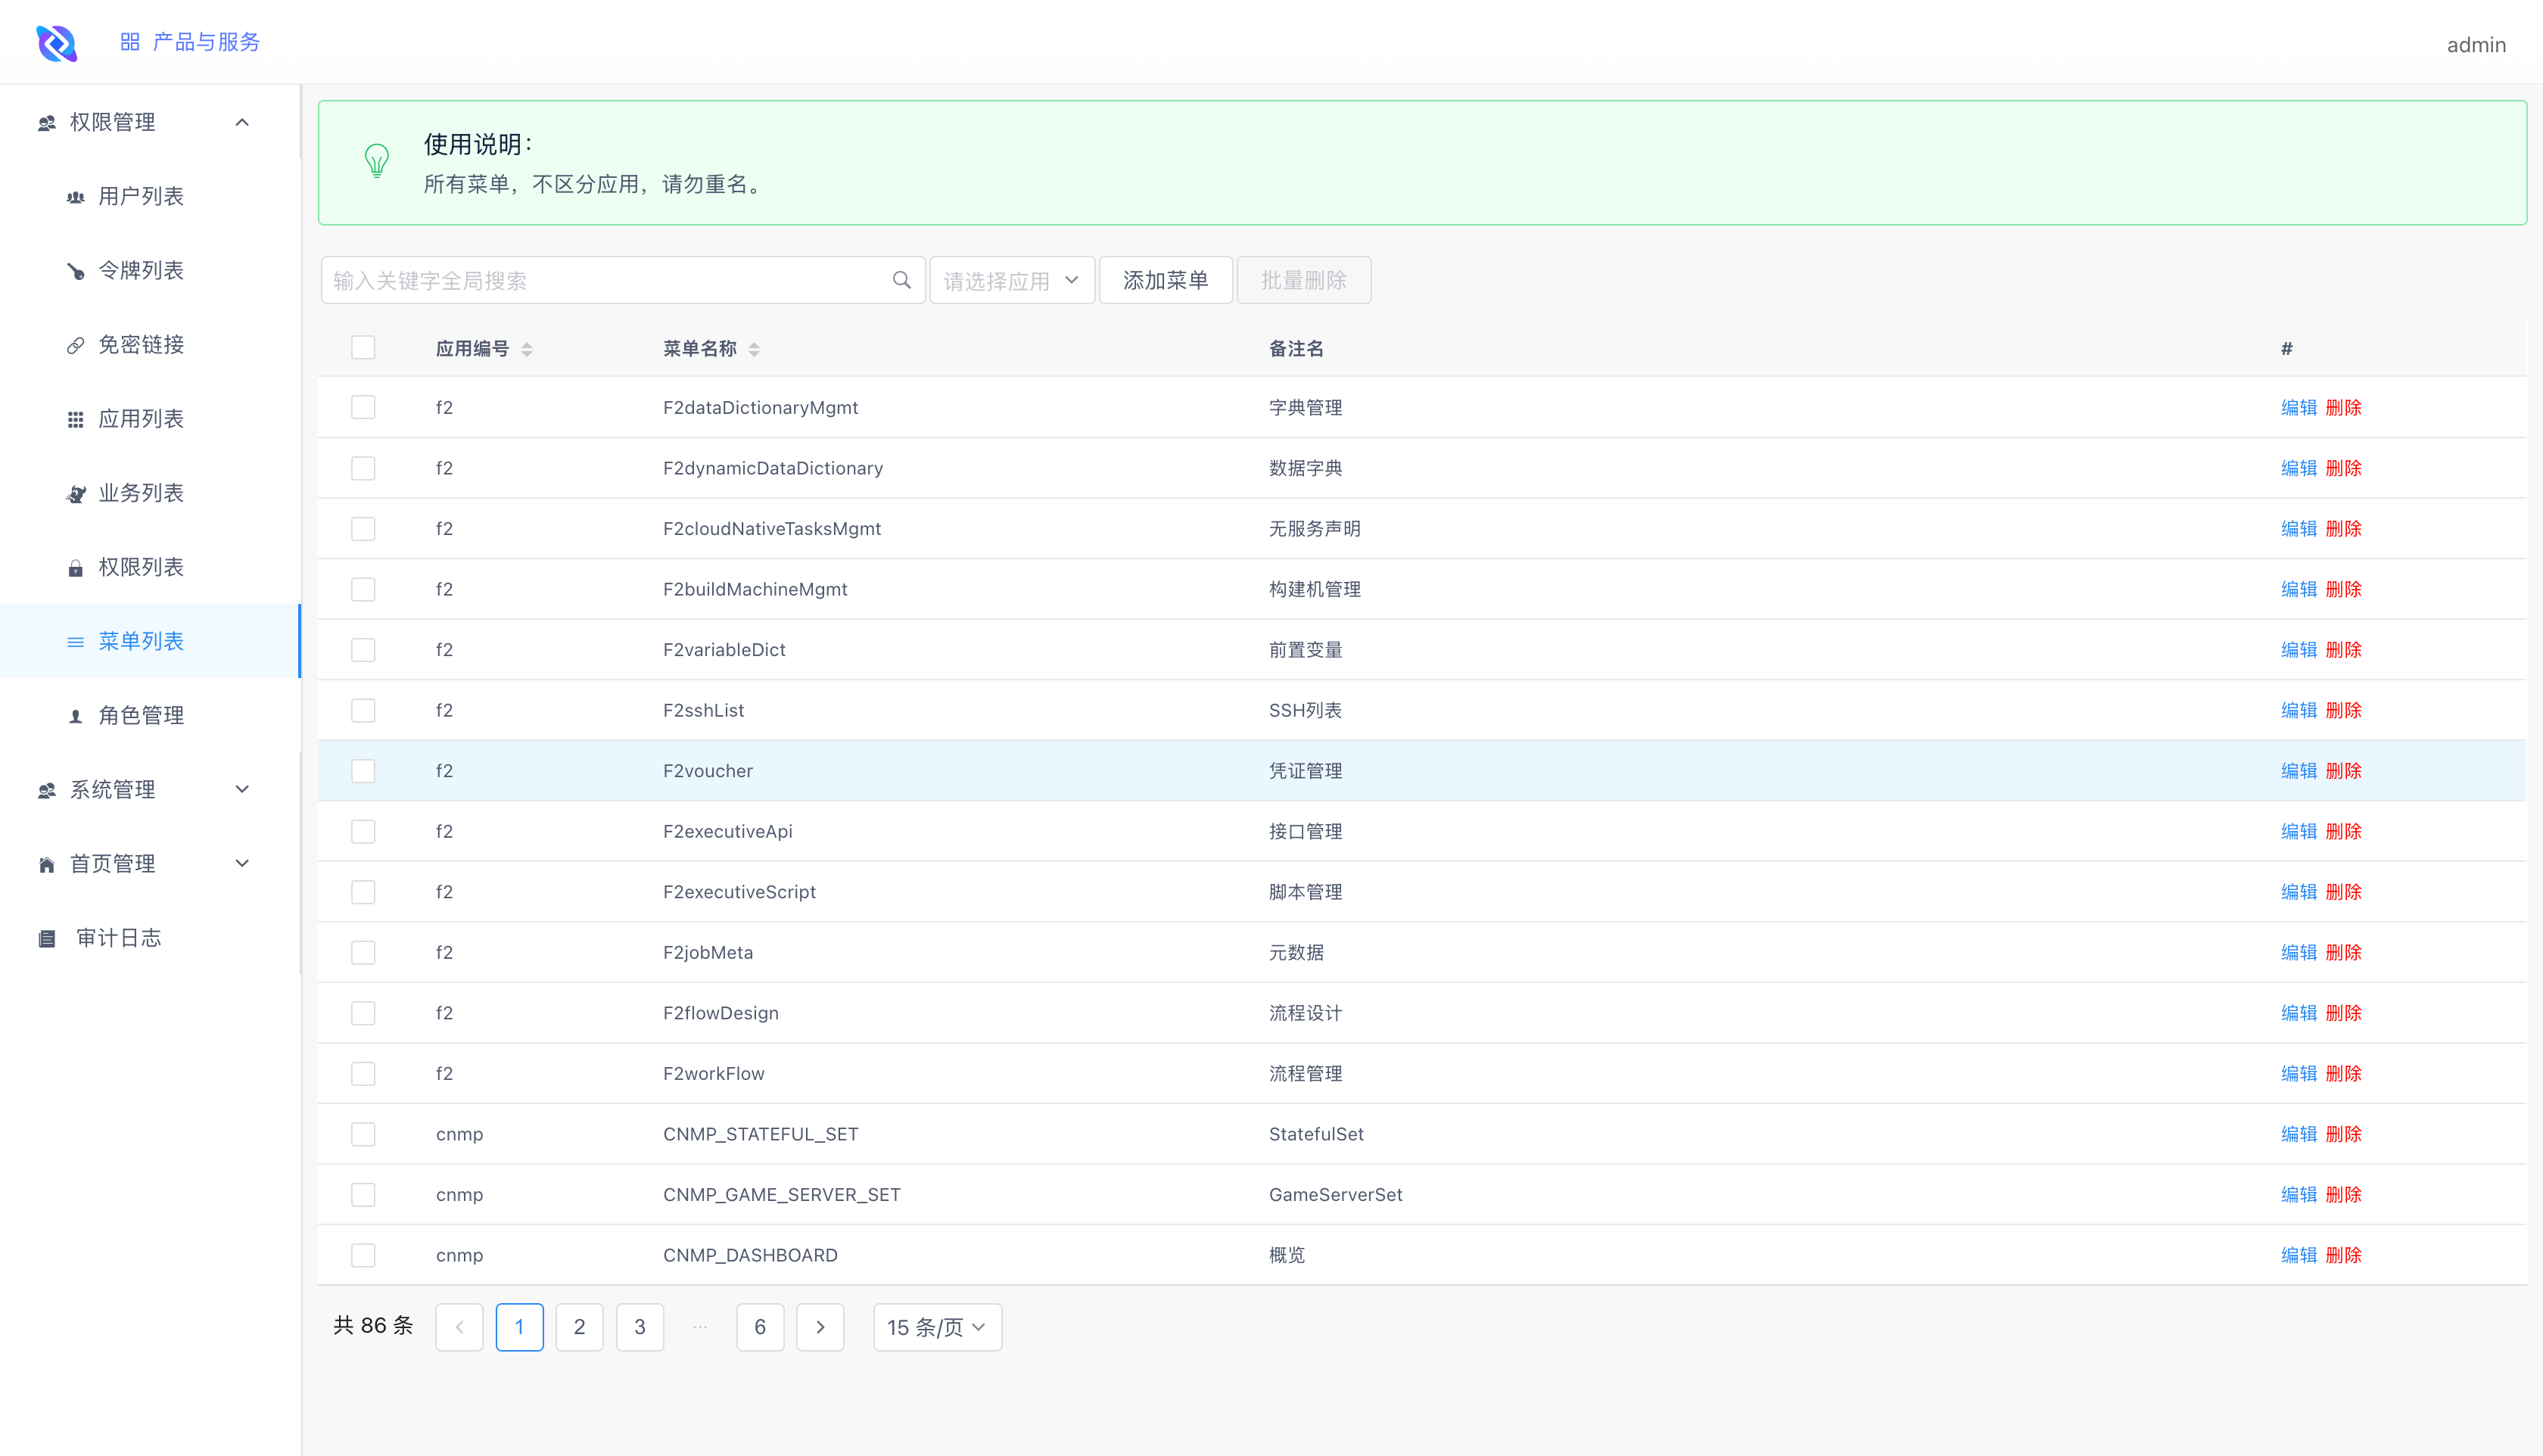 产品与服务
admin
权限管理
用户列表
令牌列表
免密链接
应用列表
业务列表
权限列表
菜单列表
角色管理
系统管理
首页管理
审计日志
使用说明：
所有菜单，不区分应用，请勿重名。
输入关键字全局搜索 请选择应用 添加菜单 批量删除
应用编号 菜单名称 备注名 #
f2 F2dataDictionaryMgmt 字典管理 编辑 删除
f2 F2dynamicDataDictionary 数据字典 编辑 删除
f2 F2cloudNativeTasksMgmt 无服务声明 编辑 删除
f2 F2buildMachineMgmt 构建机管理 编辑 删除
f2 F2variableDict 前置变量 编辑 删除
f2 F2sshList SSH列表 编辑 删除
f2 F2voucher 凭证管理 编辑 删除
f2 F2executiveApi 接口管理 编辑 删除
f2 F2executiveScript 脚本管理 编辑 删除
f2 F2jobMeta 元数据 编辑 删除
f2 F2flowDesign 流程设计 编辑 删除
f2 F2workFlow 流程管理 编辑 删除
cnmp CNMP_STATEFUL_SET StatefulSet 编辑 删除
cnmp CNMP_GAME_SERVER_SET GameServerSet 编辑 删除
cnmp CNMP_DASHBOARD 概览 编辑 删除
共 86 条 1 2 3 ··· 6 15 条/页